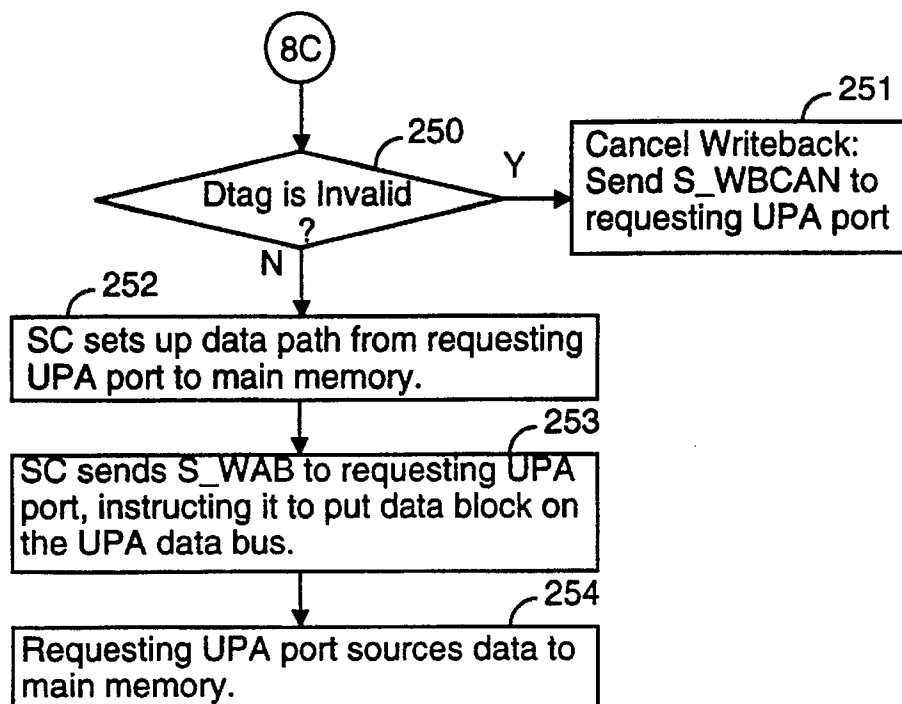 8C
250
Dtag is Invalid
?
Y
N
251
Cancel Writeback:
Send S_WBCAN to
requesting UPA port
252
SC sets up data path from requesting
UPA port to main memory.
253
SC sends S_WAB to requesting UPA
port, instructing it to put data block on
the UPA data bus.
254
Requesting UPA port sources data to
main memory.